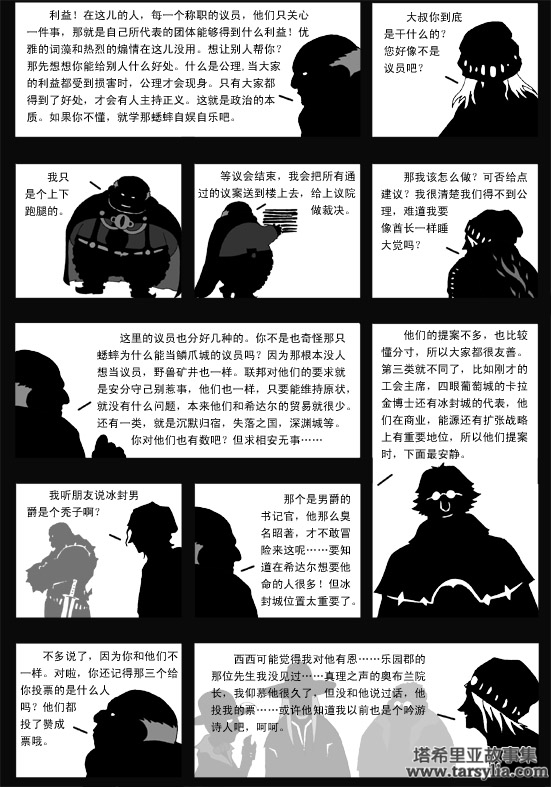 利益！在这儿的人，每一个称职的议员，他们只关心
一件事，那就是自己所代表的团体能够得到什么利益！优
雅的词藻和热烈的煽情在这儿没用。想让别人帮你？
那先想想你能给别人什么好处。什么是公理,当大家
的利益都受到损害时，公理才会现身。只有大家都
得到了好处，才会有人主持正义。这就是政治的本
质。如果你不懂，就学那蟋蟀自娱自乐吧。
大叔你到底
是干什么的？
您好像不是
议员吧？
我只
是个上下
跑腿的。
等议会结束，我会把所有通
过的议案送到楼上去，给上议院
做裁决。
那我该怎么做？可否给点
建议？我很清楚我们得不到公
理，难道我要
像酋长一样睡
大觉吗？
这里的议员也分好几种的。你不是也奇怪那只
蟋蟀为什么能当鳞爪城的议员吗？因为那根本没人
想当议员，野兽矿井也一样。联邦对他们的要求就
是安分守己别惹事，他们也一样，只要能维持原状，
就没有什么问题，本来他们和希达尔的贸易就很少。
还有一类，就是沉默归宿，失落之国，深渊城等。
你对他们也有数吧？但求相安无事……
他们的提案不多，也比较
懂分寸，所以大家都很友善。
第三类就不同了，比如刚才的
工会主席，四眼葡萄城的卡拉
金博士还有冰封城的代表，他
们在商业，能源还有扩张战略
上有重要地位，所以他们提案
时，下面最安静。
我听朋友说冰封男
爵是个秃子啊？
那个是男爵的
书记官，他那么臭
名昭著，才不敢冒
险来这呢……要知
道在希达尔想要他
命的人很多！但冰
封城位置太重要了。
不多说了，因为你和他们不
一样。对啦，你还记得那三个给
你投票的是什么人
吗？他们都
投了赞成
票哦。
西西可能觉得我对他有恩……乐园郡的
那位先生我没见过……真理之声的奥布兰院
长，我仰慕他很久了，但没和他说过话，他
投我的票……或许他知道我以前也是个吟游
诗人吧，呵呵。
塔希里亚故事集
www.tarsylia.com